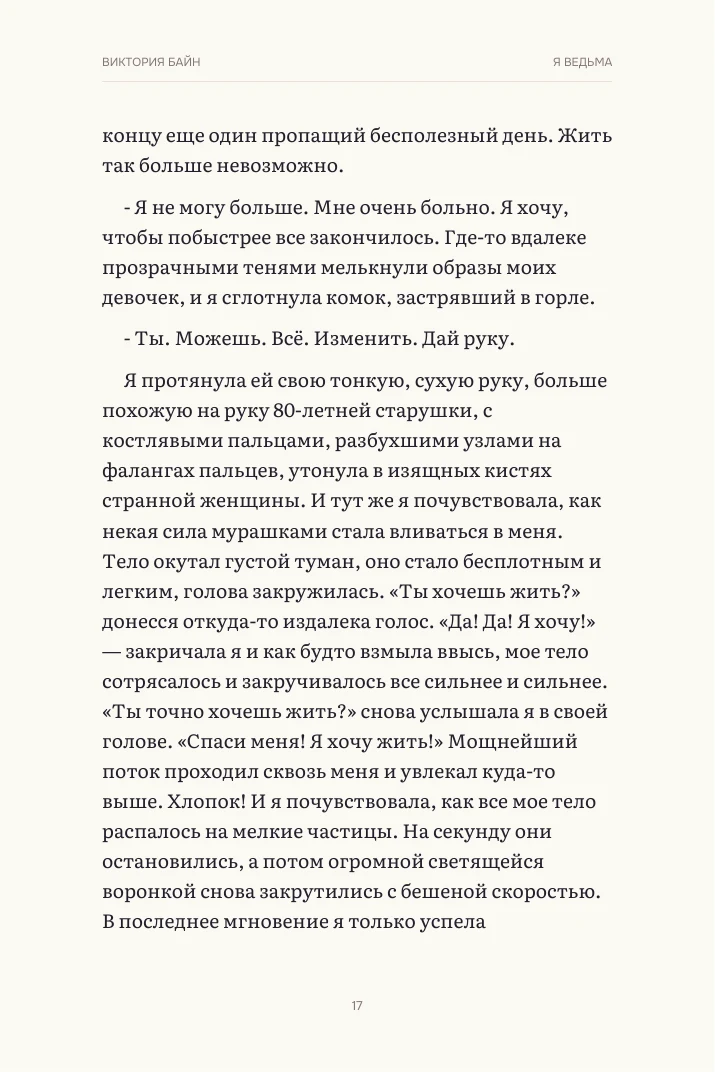 ВИКТОРИЯ БАЙН
Я ВЕДЬМА
концу еще один пропащий бесполезный день. Жить
так больше невозможно.
- Я не могу больше. Мне очень больно. Я хочу,
чтобы побыстрее все закончилось. Где-то вдалеке
прозрачными тенями мелькнули образы моих
девочек, и я сглотнула комок, застрявший в горле.
- Ты. Можешь. Всё. Изменить. Дай руку.
Я протянула ей свою тонкую, сухую руку, больше
похожую на руку 80-летней старушки, с
костлявыми пальцами, разбухшими узлами на
фалангах пальцев, утонула в изящных кистях
странной женщины. И тут же я почувствовала, как
некая сила мурашками стала вливаться в меня.
Тело окутал густой туман, оно стало бесплотным и
легким, голова закружилась. «Ты хочешь жить?»
донесся откуда-то издалека голос. «Да! Да! Я хочу!»
— закричала я и как будто взмыла ввысь, мое тело
сотрясалось и закручивалось все сильнее и сильнее.
«Ты точно хочешь жить?» снова услышала я в своей
голове. «Спаси меня! Я хочу жить!» Мощнейший
поток проходил сквозь меня и увлекал куда-то
выше. Хлопок! И я почувствовала, как все мое тело
распалось на мелкие частицы. На секунду они
остановились, а потом огромной светящейся
воронкой снова закрутились с бешеной скоростью.
В последнее мгновение я только успела
17